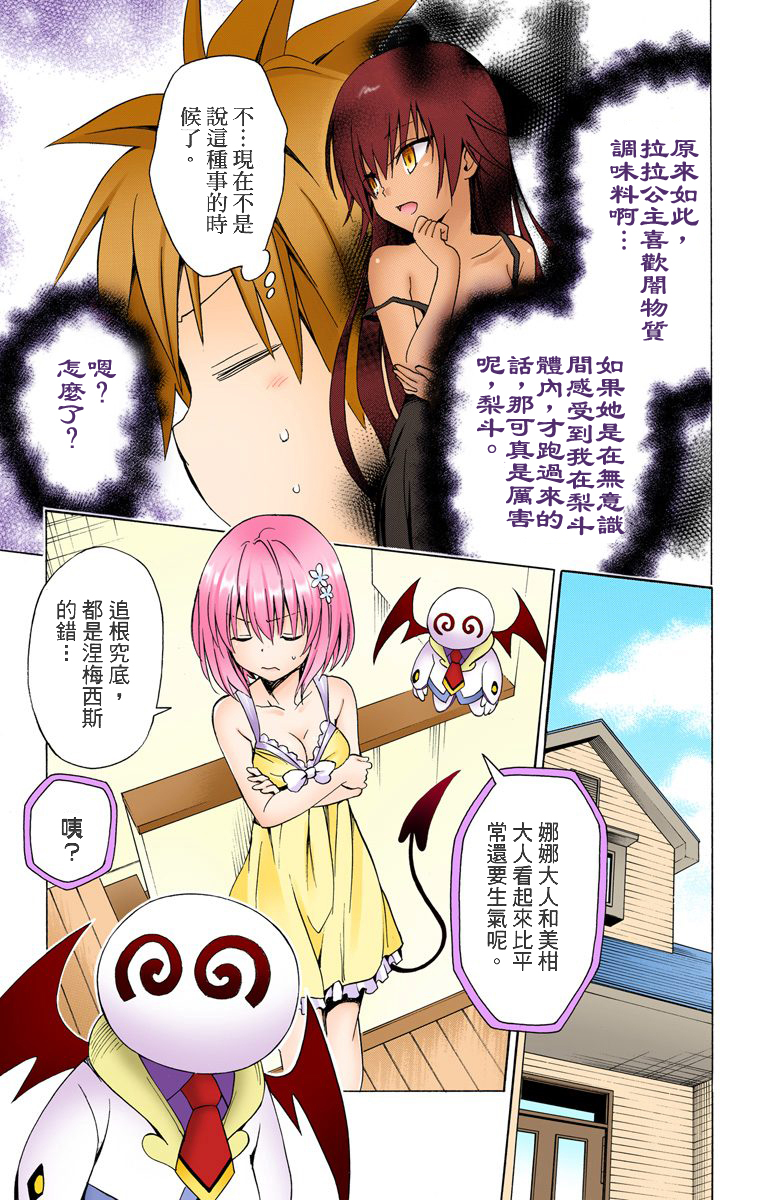 原來如此，
拉拉公主喜歡闇物質
調味料啊…
如果她是在無意識
間感受到我在梨斗
體內，才跑過來的
話，那可真是厲害
呢，梨斗。
不…現在不是
說這種事的時
候了。
嗯？
怎麼了？
娜娜大人和美柑
大人看起來比平
常還要生氣呢。
追根究底，
都是涅梅西斯
的錯…
咦？